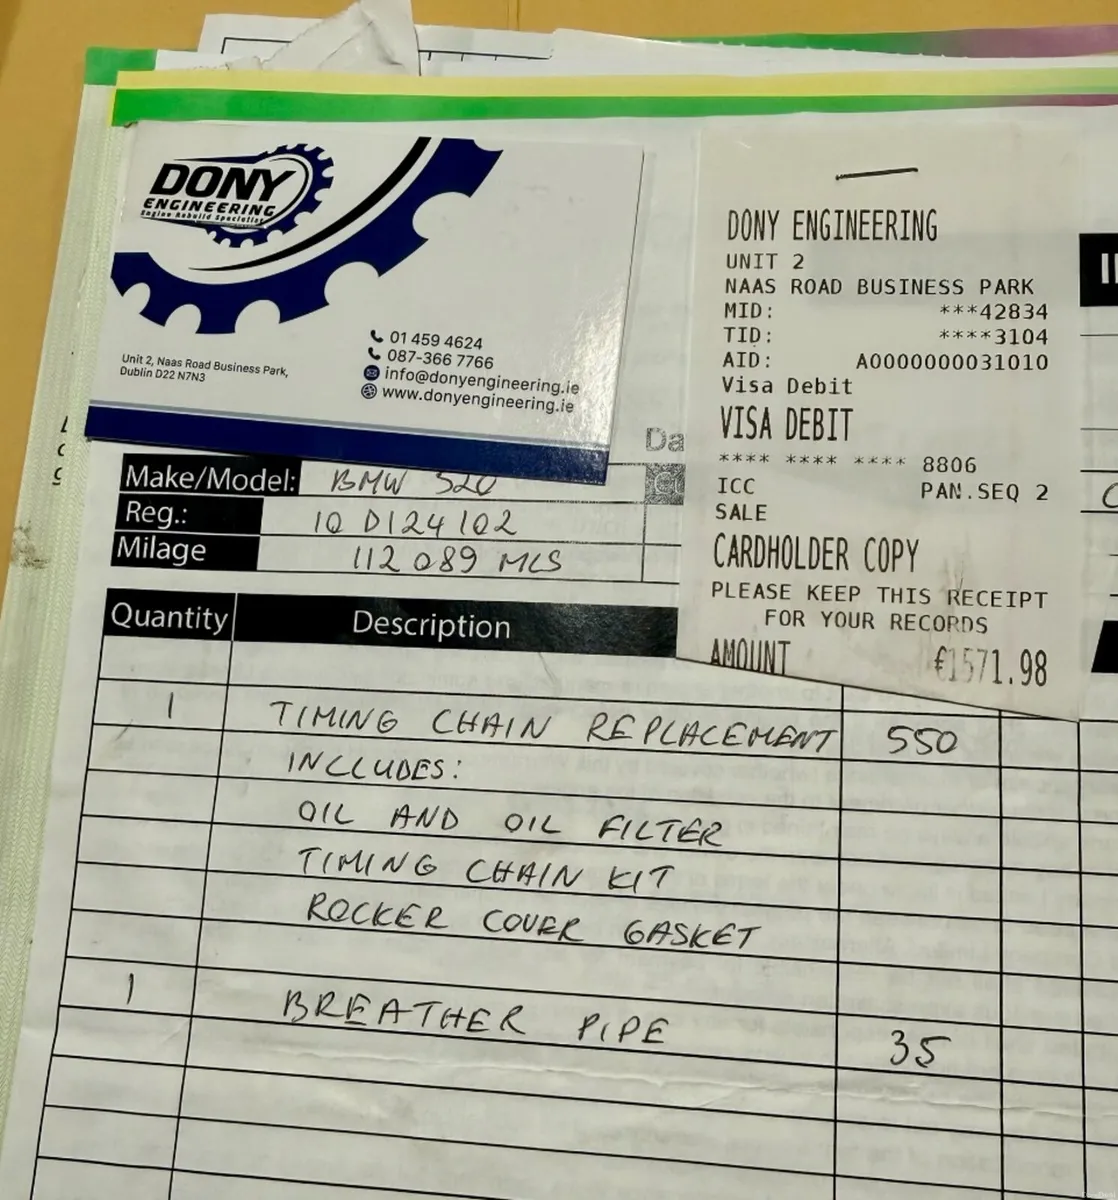 DONY
ENGINEERING
Engine Rebuild Specialist
01 459 4624
087-366 7766
info@donyengineering.ie
www.donyengineering.ie
Unit 2, Naas Road Business Park,
Dublin D22 N7N3
DONY ENGINEERING
UNIT 2
NAAS ROAD BUSINESS PARK
MID: ***42834
TID: ****3104
AID: A0000000031010
Visa Debit
VISA DEBIT
**** **** **** 8806
ICC PAN.SEQ 2
SALE
CARDHOLDER COPY
PLEASE KEEP THIS RECEIPT
FOR YOUR RECORDS
AMOUNT €1571.98
Da
Make/Model: BMW 520
Reg.: 10 D124102
Milage 112 089 MLS
Quantity Description
1 TIMING CHAIN REPLACEMENT 550
INCLUDES:
OIL AND OIL FILTER
TIMING CHAIN KIT
ROCKER COVER GASKET
1 BREATHER PIPE 35